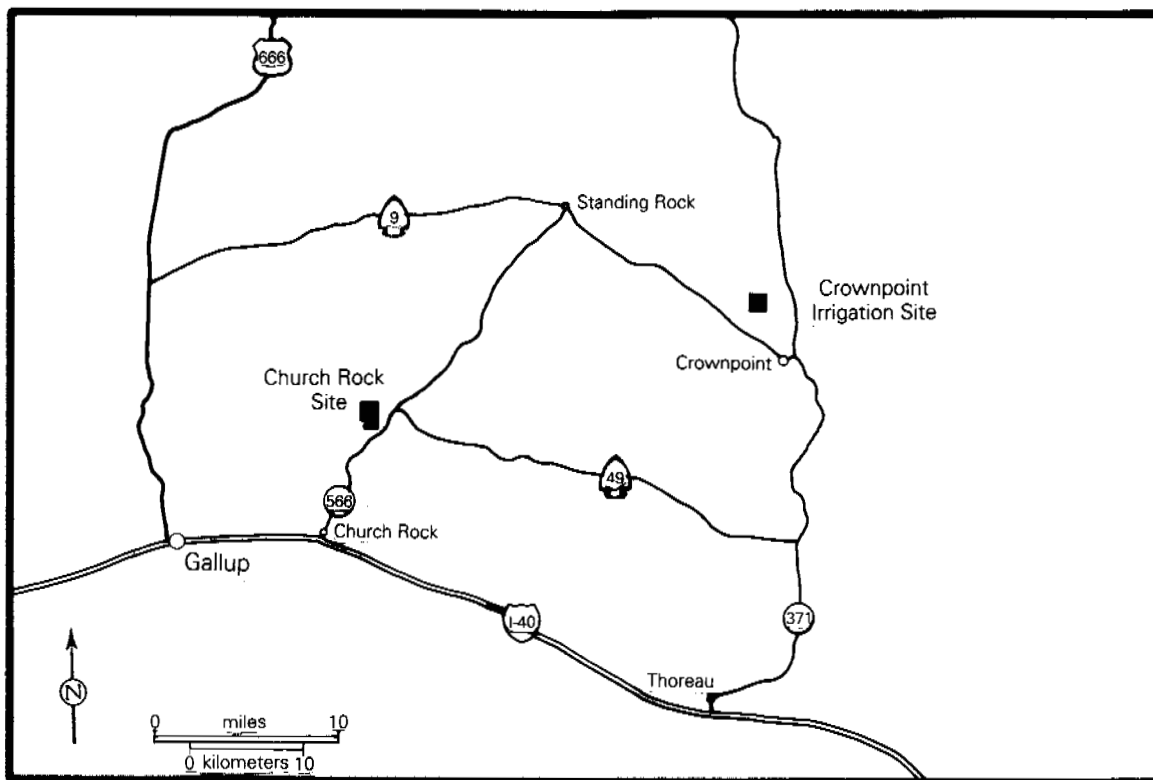 666
Standing Rock
9
Crownpoint
Irrigation Site
Crownpoint
Church Rock
Site
49
566
Church Rock
Gallup
I-40
371
Thoreau
N
0 miles 10
0 kilometers 10